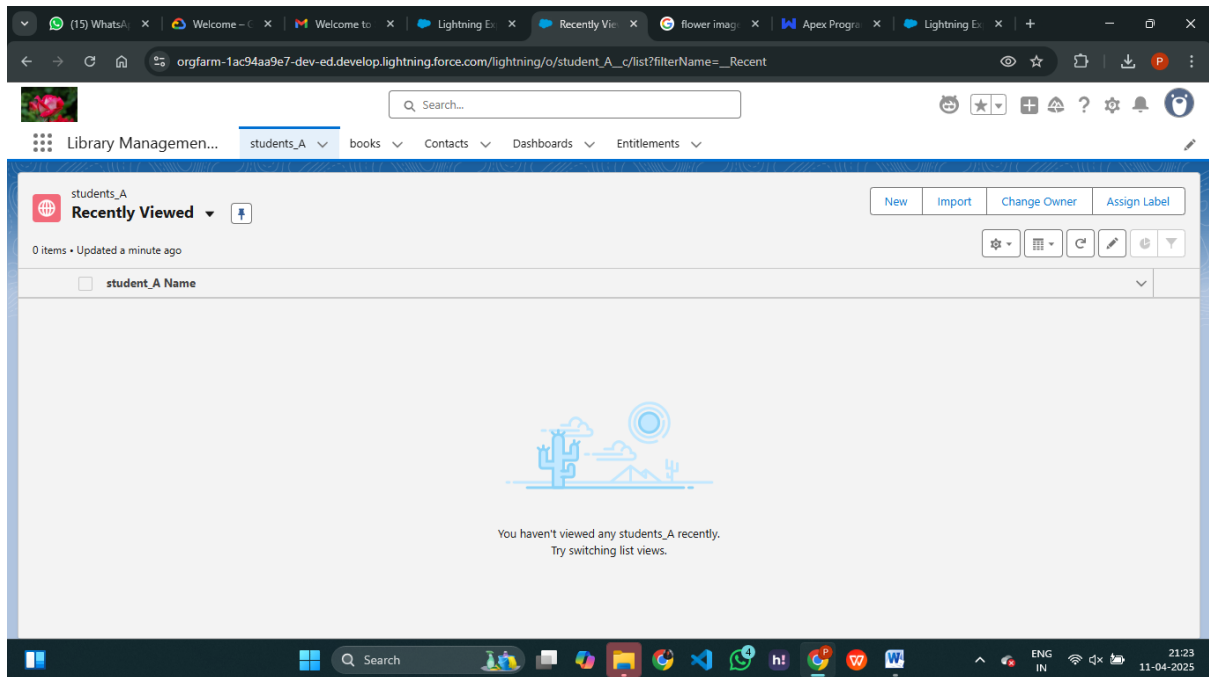 (15) WhatsA
Welcome – C
Welcome to
Lightning Ex
Recently Vie
flower imag
Apex Progra
Lightning Ex
orgfarm-1ac94aa9e7-dev-ed.develop.lightning.force.com/lightning/o/student_A__c/list?filterName=__Recent
P
Search...
Library Managemen... students_A books Contacts Dashboards Entitlements
students_A
Recently Viewed
New Import Change Owner Assign Label
0 items • Updated a minute ago
student_A Name
You haven't viewed any students_A recently.
Try switching list views.
Search
h!
W
ENG
IN
21:23
11-04-2025